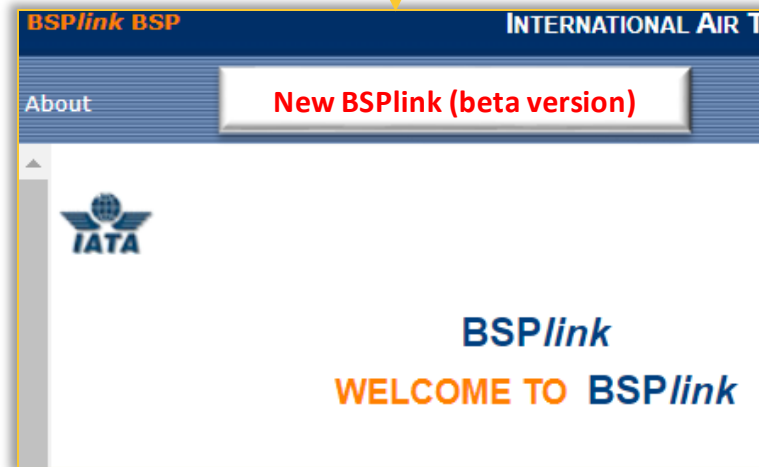 BSPlink BSP
INTERNATIONAL AIR T
About
New BSPlink (beta version)
IATA
BSPlink
WELCOME TO BSPlink